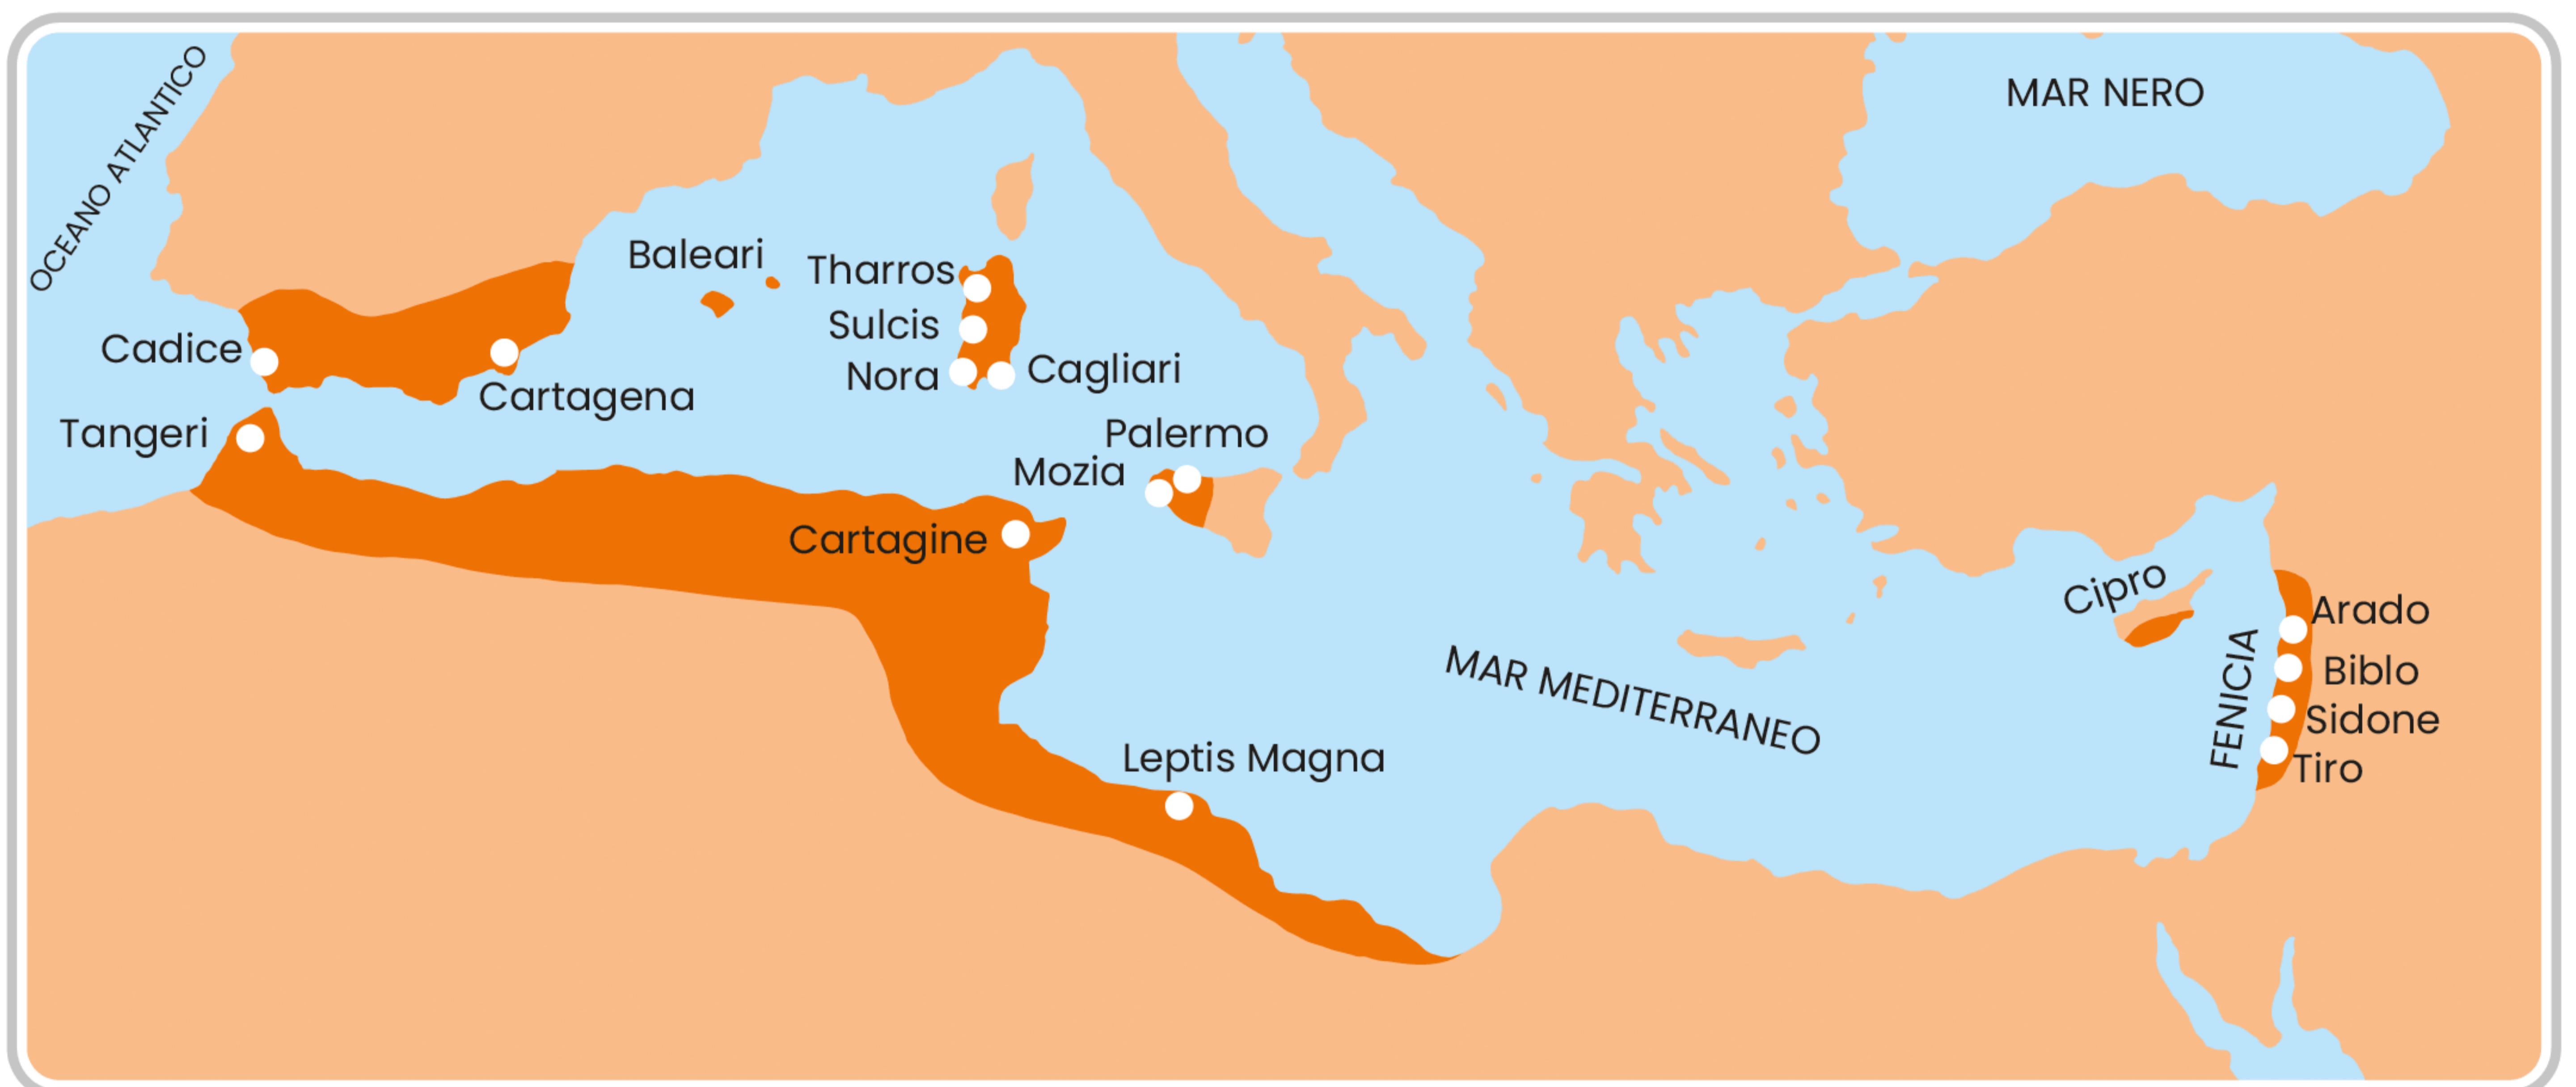 OCEANO ATLANTICO
MAR NERO
Baleari
Tharros
Sulcis
Cadice
Nora
Cagliari
Cartagena
Tangeri
Palermo
Mozia
Cartagine
Cipro
Arado
FENICIA
Biblo
MAR MEDITERRANEO
Sidone
Leptis Magna
Tiro